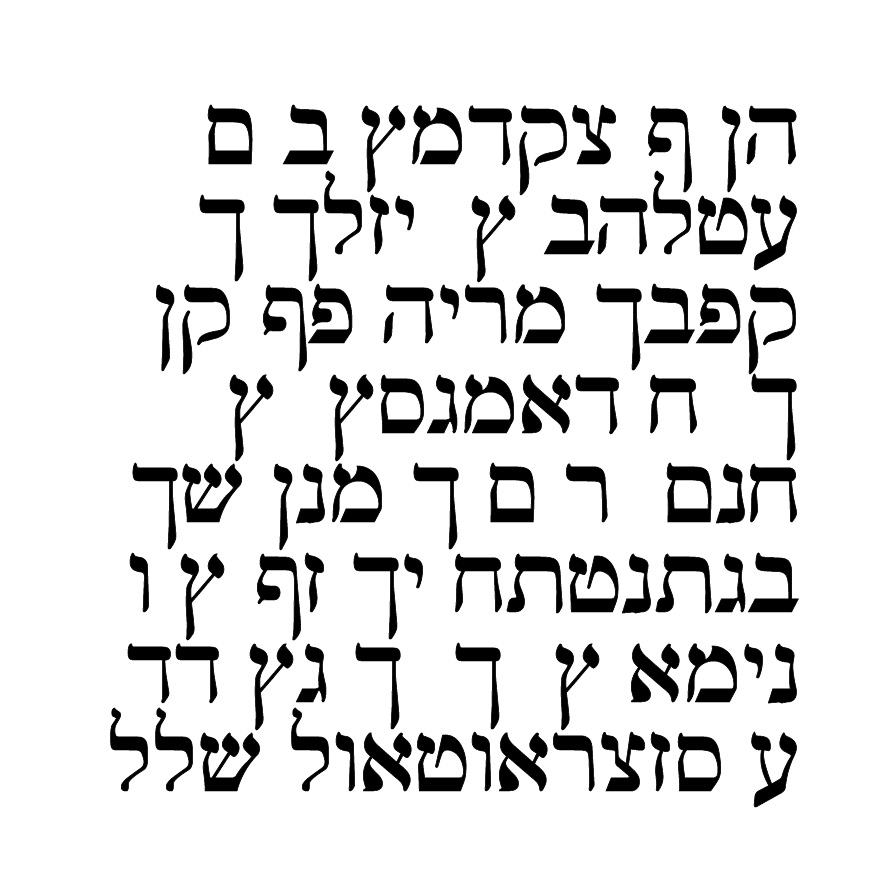 הן ף צקדמץ ב ם
עטלהב ץ יזלך ך
קפבך מריה פף קן
ך ח דאמגסץ ץ
חנם ר ם ך מנן שך
בגתנטתח יך זף ץ ו
נימא ץ ך ך גץ דד
ע סזצראוטאול שלל